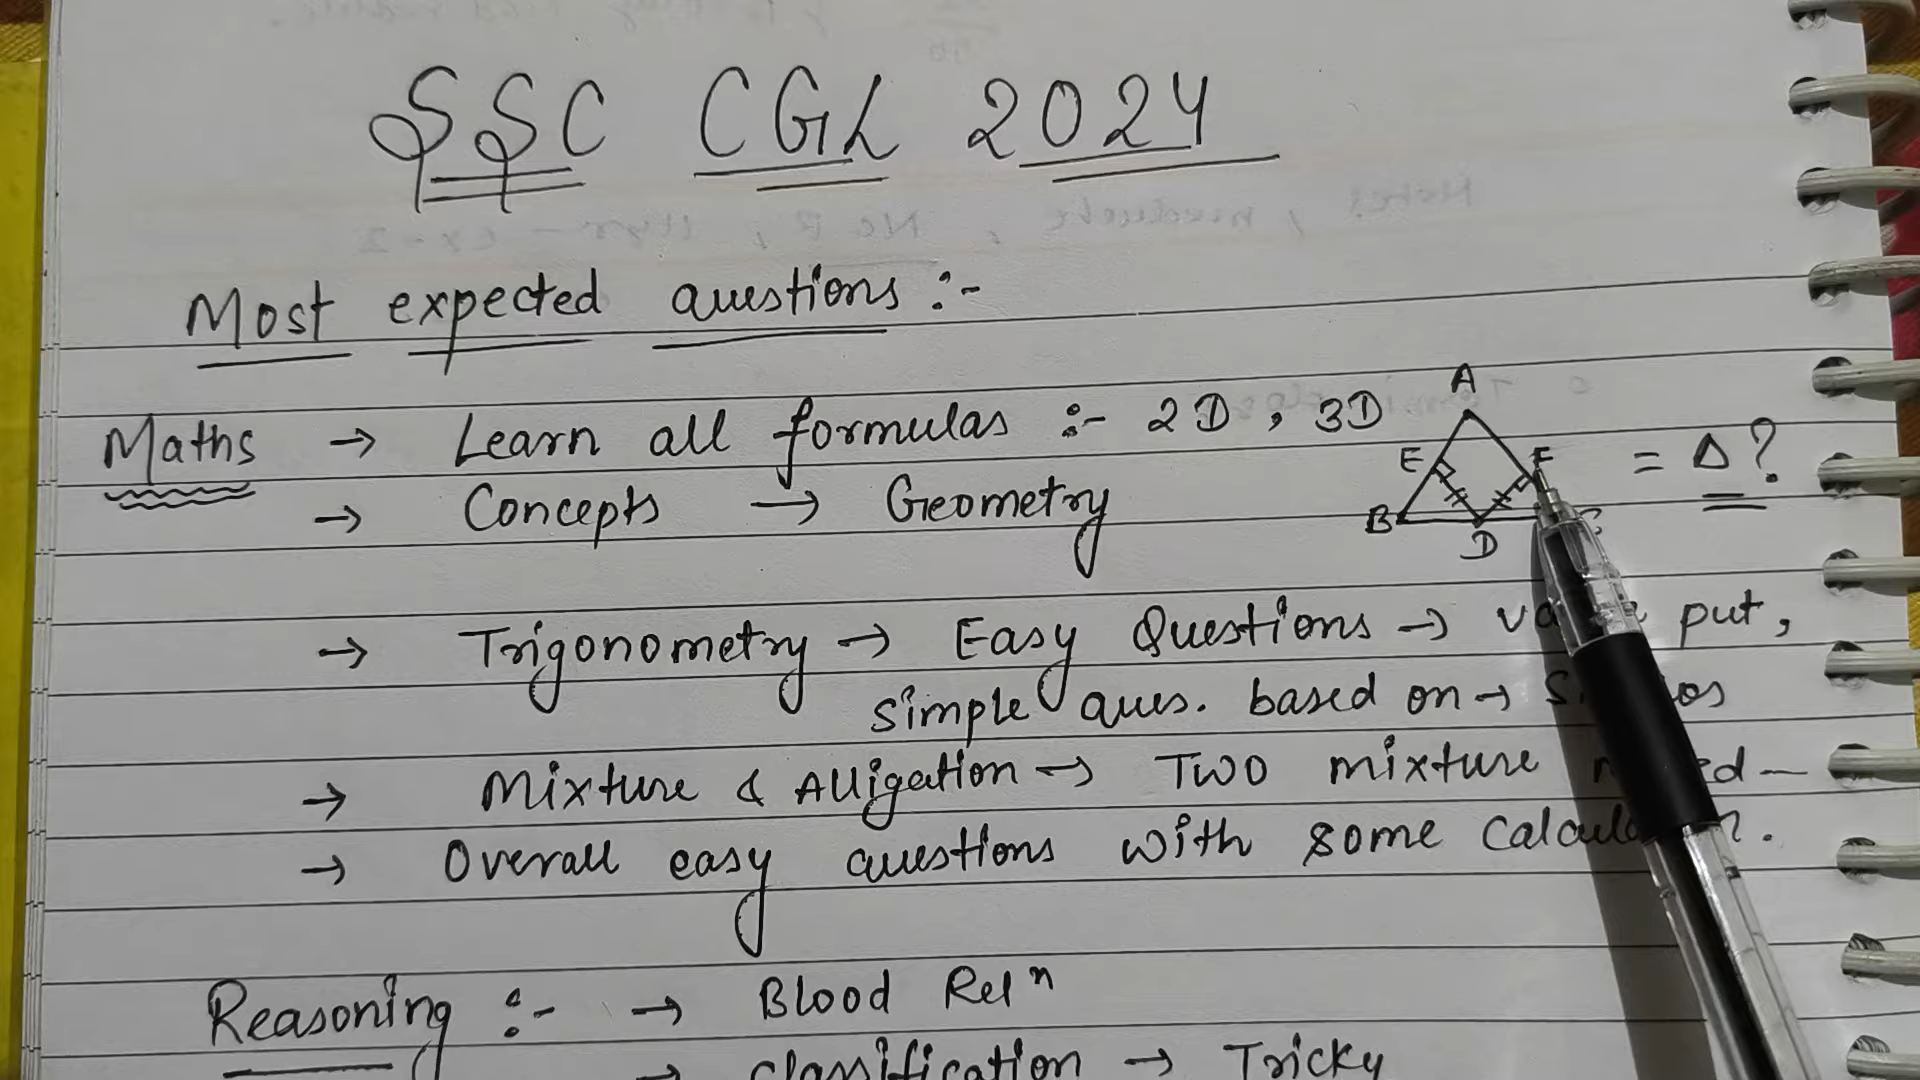 SSC CGL 2024
Most expected questions :-
Maths → Learn all formulas :- 2D, 3D
→ Concepts → Geometry
A
E F
B D C
= Δ?
→ Trigonometry → Easy Questions → put,
simple ques. based on →
→ Mixture & Alligation → Two mixture
→ Overall easy questions with some
Reasoning :- → Blood Relⁿ
→ classification → Tricky